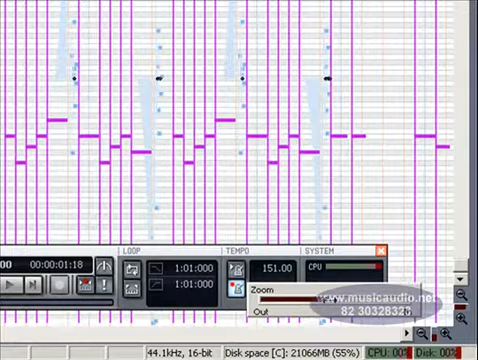 LOOP TEMPO SYSTEM
00 00:00:01:18 1:01:000 151.00 CPU
1:01:000
Zoom
www.musicaudio.net
Out 82 30328328
44.1kHz, 16-bit Disk space [C]: 21066MB (55%) CPU: 00% Disk: 00%